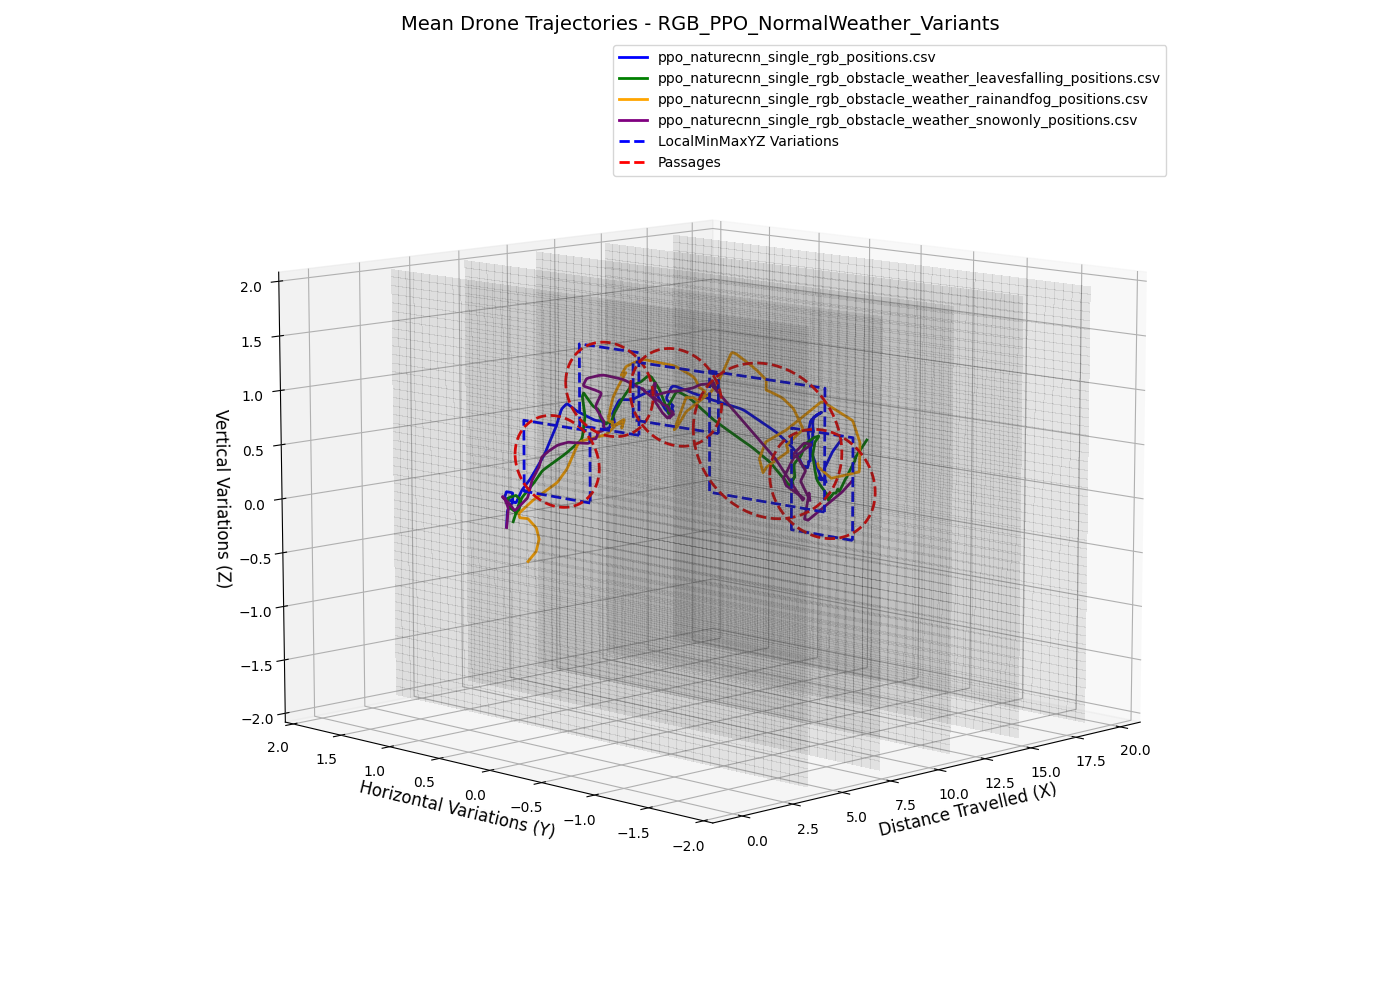 Mean Drone Trajectories - RGB_PPO_NormalWeather_Variants
ppo_naturecnn_single_rgb_positions.csv
ppo_naturecnn_single_rgb_obstacle_weather_leavesfalling_positions.csv
ppo_naturecnn_single_rgb_obstacle_weather_rainandfog_positions.csv
ppo_naturecnn_single_rgb_obstacle_weather_snowonly_positions.csv
LocalMinMaxYZ Variations
Passages
2.0
1.5
1.0
0.5
0.0
−0.5
−1.0
−1.5
−2.0
Vertical Variations (Z)
2.0
1.5
1.0
0.5
0.0
−0.5
−1.0
−1.5
−2.0
Horizontal Variations (Y)
0.0
2.5
5.0
7.5
10.0
12.5
15.0
17.5
20.0
Distance Travelled (X)